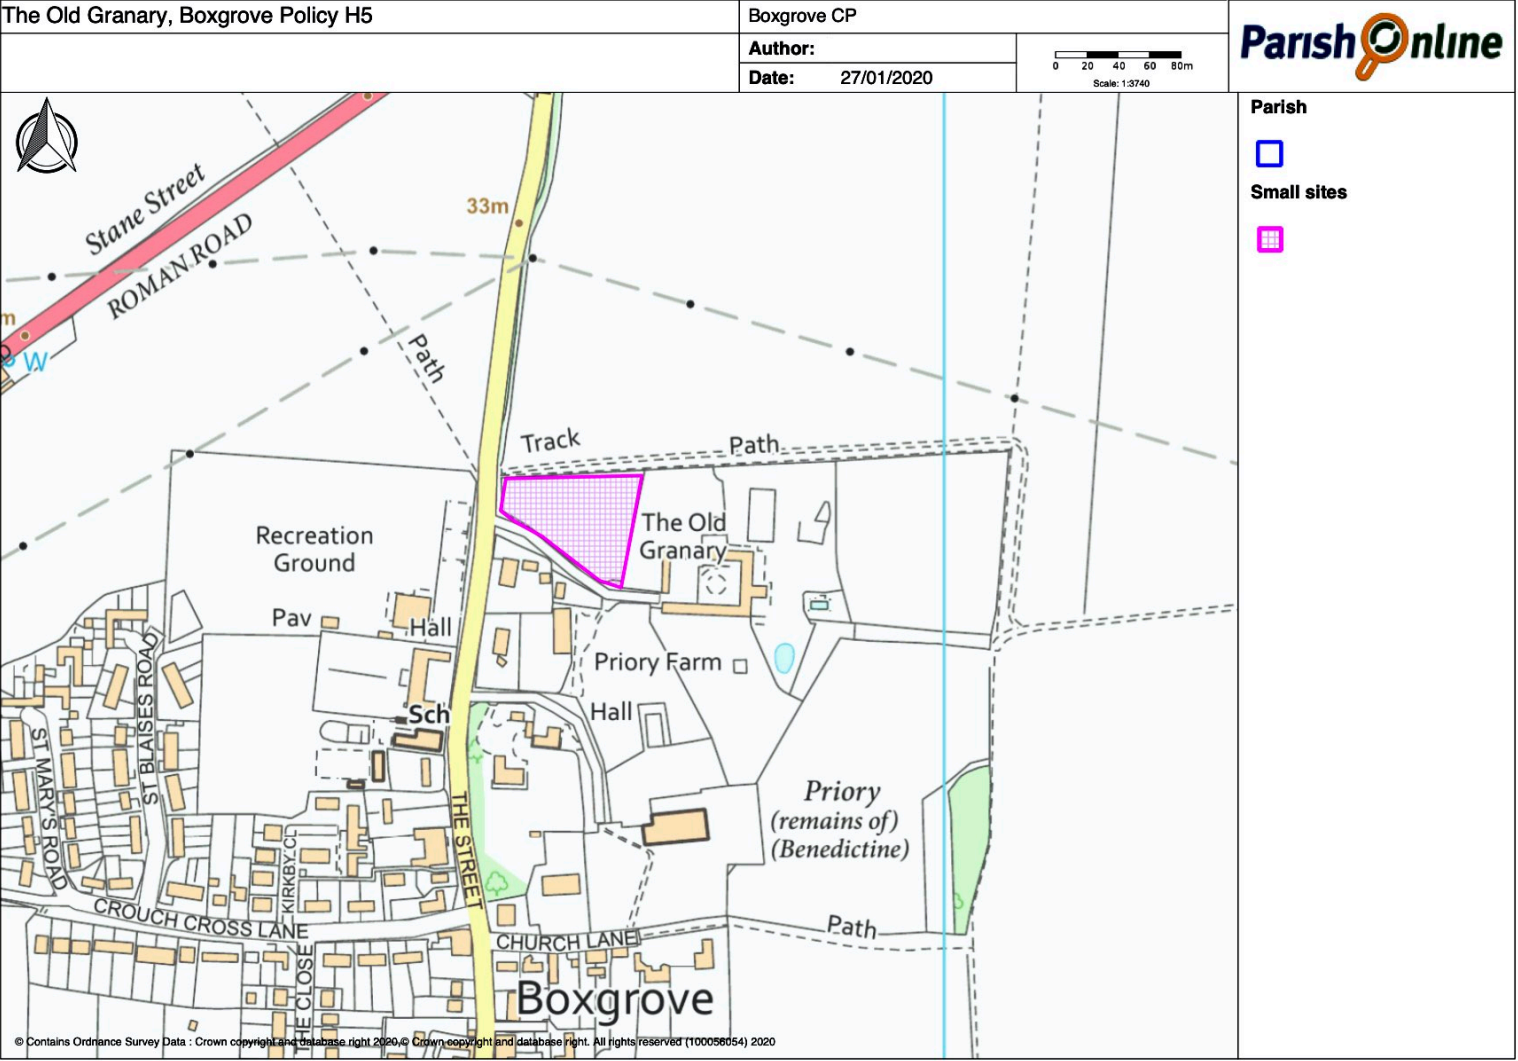 The Old Granary, Boxgrove Policy H5
Boxgrove CP
Author:
Date: 27/01/2020
0 20 40 60 80m
Scale: 1:3740
Parish Online
Parish
Small sites
Stane Street
ROMAN ROAD
33m
m
W
Path
Track
Path
Recreation
Ground
The Old
Granary
Pav
Hall
Priory Farm
Sch
Hall
ST BLAISES ROAD
ST MARY'S ROAD
THE STREET
KIRKBY CL
Priory
(remains of)
(Benedictine)
CROUCH CROSS LANE
CHURCH LANE
Path
THE CLOSE
Boxgrove
© Contains Ordnance Survey Data : Crown copyright and database right 2020,© Crown copyright and database right. All rights reserved (100056054) 2020